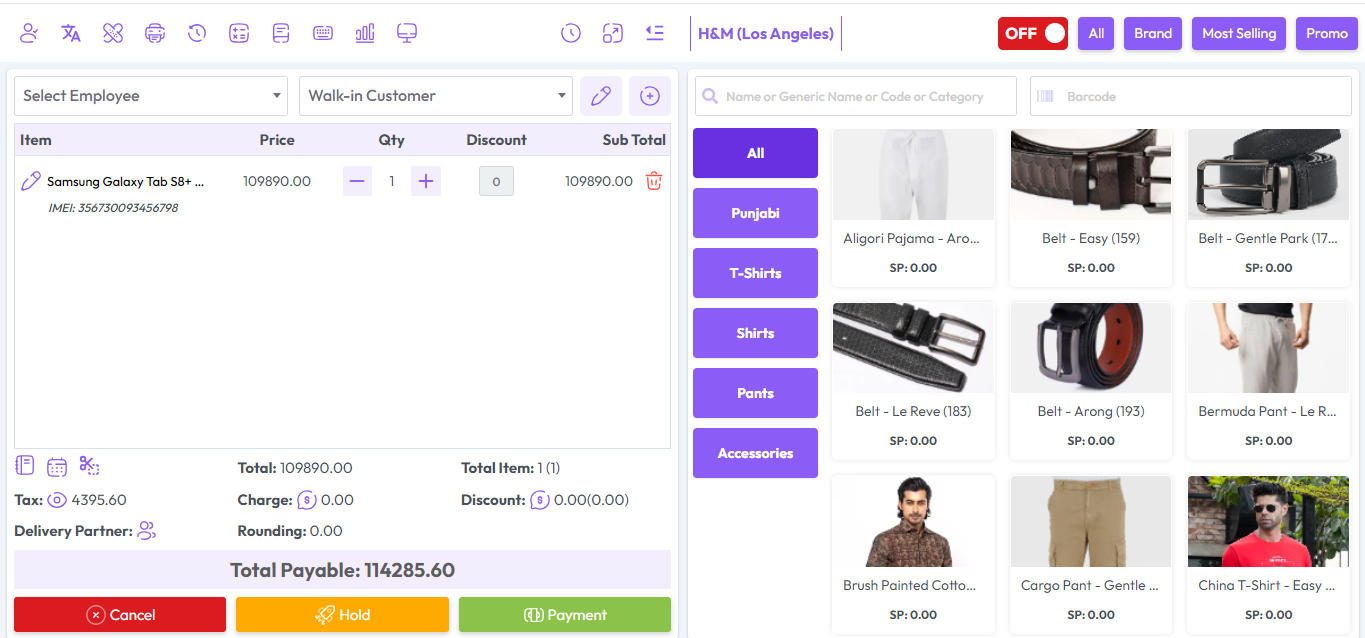 H&M (Los Angeles)
OFF
All
Brand
Most Selling
Promo
Select Employee
Walk-in Customer
Item Price Qty Discount Sub Total
Samsung Galaxy Tab S8+ ... 109890.00 1 0 109890.00
IMEI: 356730093456798
Total: 109890.00 Total Item: 1 (1)
Tax: 4395.60 Charge: 0.00 Discount: 0.00(0.00)
Delivery Partner: Rounding: 0.00
Total Payable: 114285.60
Cancel
Hold
Payment
Name or Generic Name or Code or Category
Barcode
All
Punjabi
T-Shirts
Shirts
Pants
Accessories
Aligori Pajama - Aro...
SP: 0.00
Belt - Easy (159)
SP: 0.00
Belt - Gentle Park (17...
SP: 0.00
Belt - Le Reve (183)
SP: 0.00
Belt - Arong (193)
SP: 0.00
Bermuda Pant - Le R...
SP: 0.00
Brush Painted Cotto...
SP: 0.00
Cargo Pant - Gentle ...
SP: 0.00
China T-Shirt - Easy ...
SP: 0.00